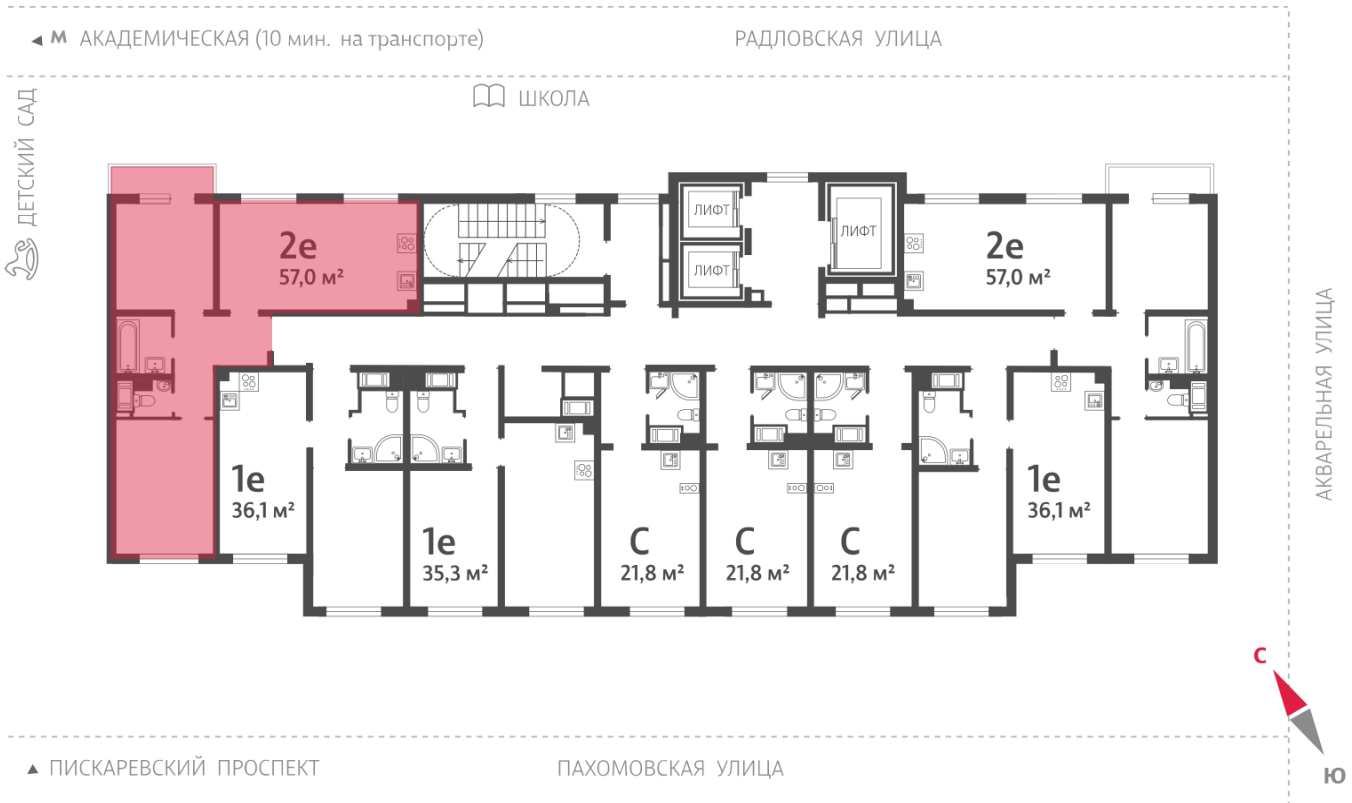 М АКАДЕМИЧЕСКАЯ (10 мин. на транспорте)
РАДЛОВСКАЯ УЛИЦА
ШКОЛА
ДЕТСКИЙ САД
ЛИФТ
ЛИФТ
ЛИФТ
2е
57,0 м²
2е
57,0 м²
АКВАРЕЛЬНАЯ УЛИЦА
1е
36,1 м²
1е
35,3 м²
С
21,8 м²
С
21,8 м²
С
21,8 м²
1е
36,1 м²
С
Ю
ПИСКАРЕВСКИЙ ПРОСПЕКТ
ПАХОМОВСКАЯ УЛИЦА